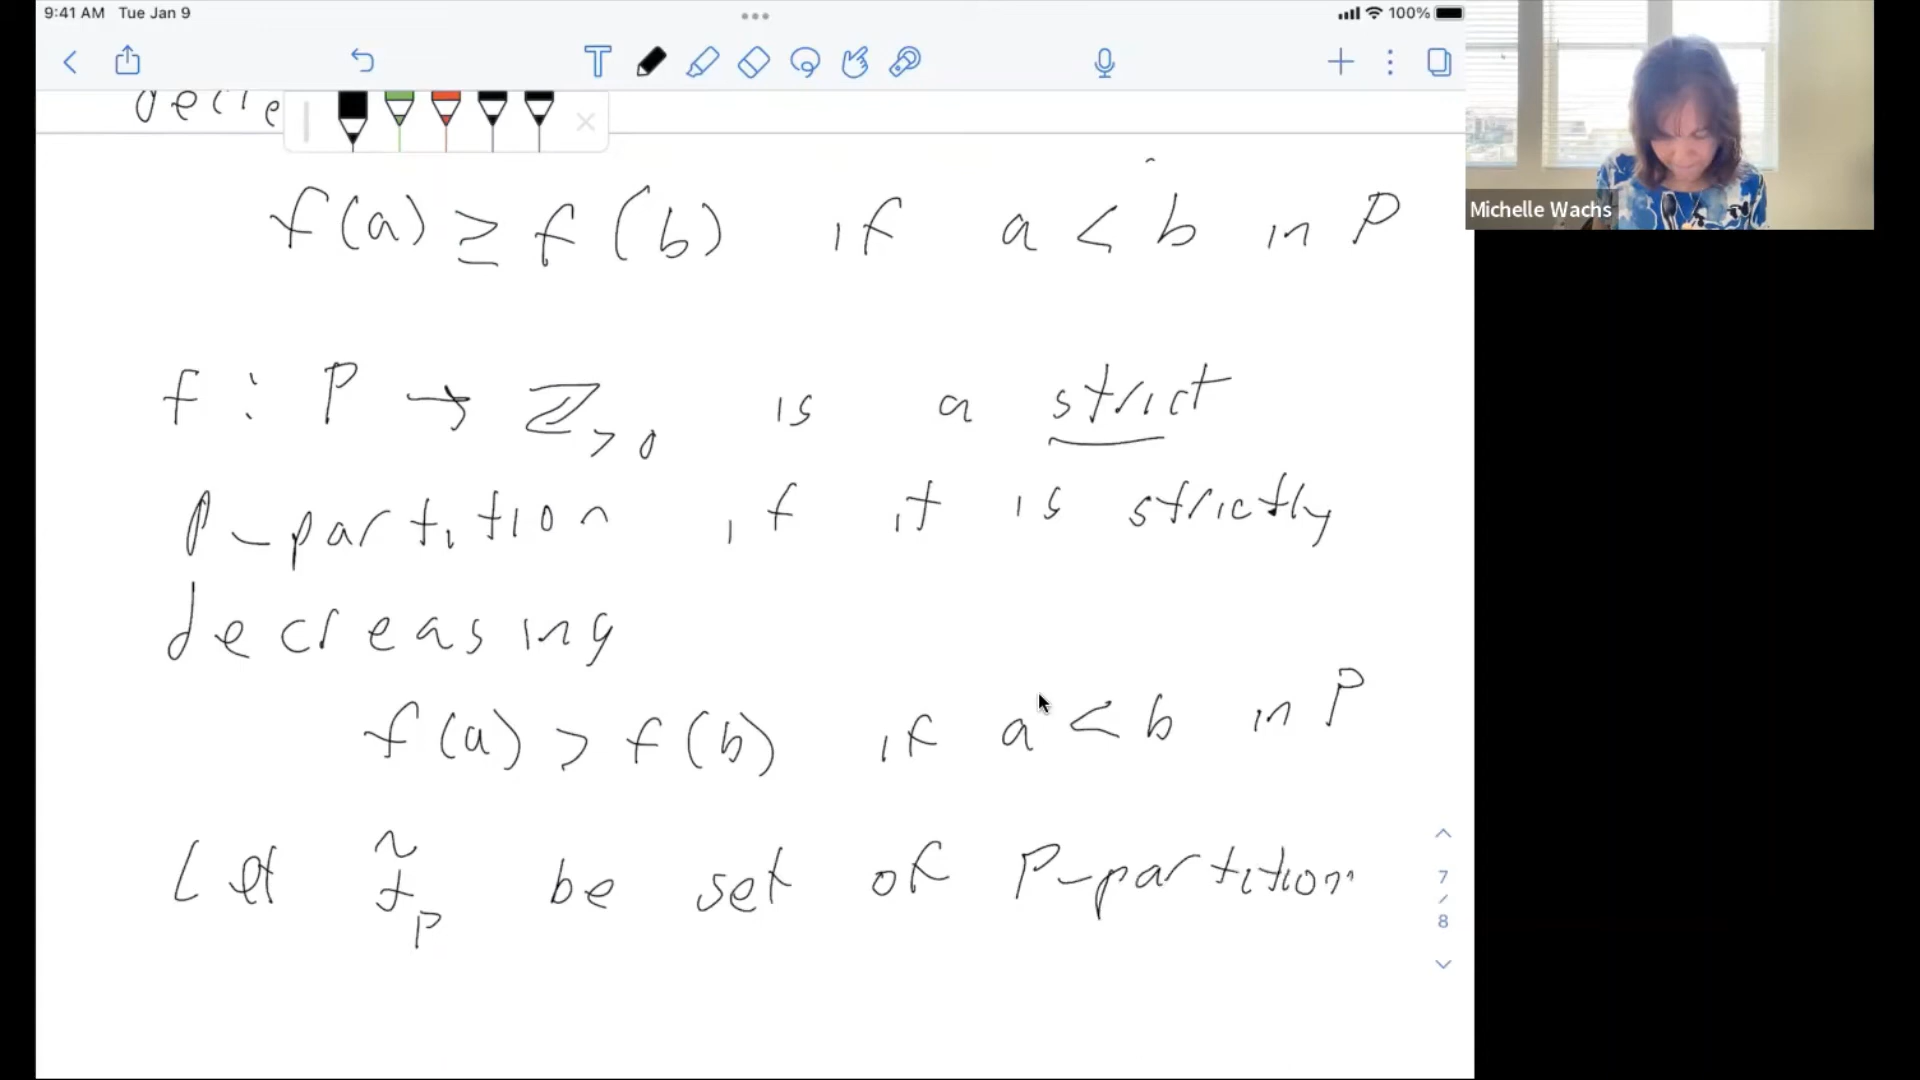 9:41 AM Tue Jan 9
100%
f(a) ≥ f(b) if a < b in P
Michelle Wachs
f : P → ℤ_{>0} is a strict
P-partition if it is strictly
decreasing
f(a) > f(b) if a < b in P
Let be set of P-partition
7
/
8